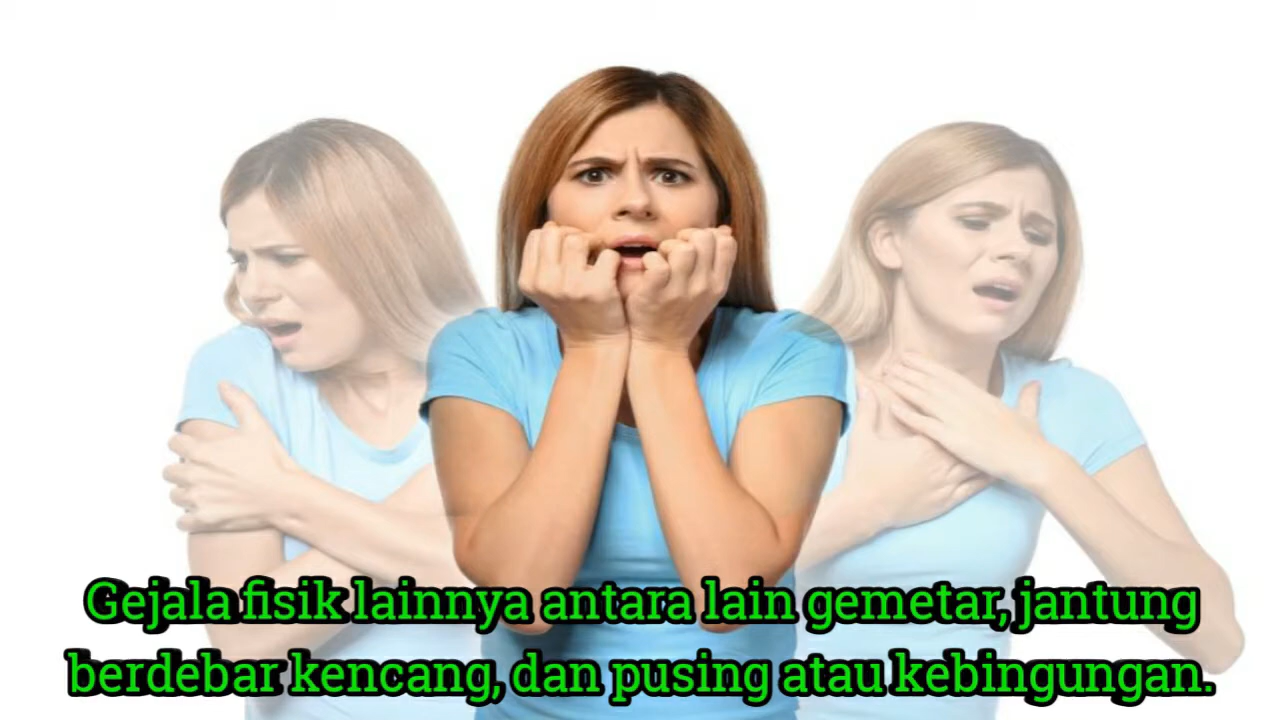 Gejala fisik lainnya antara lain gemetar, jantung
berdebar kencang, dan pusing atau kebingungan.